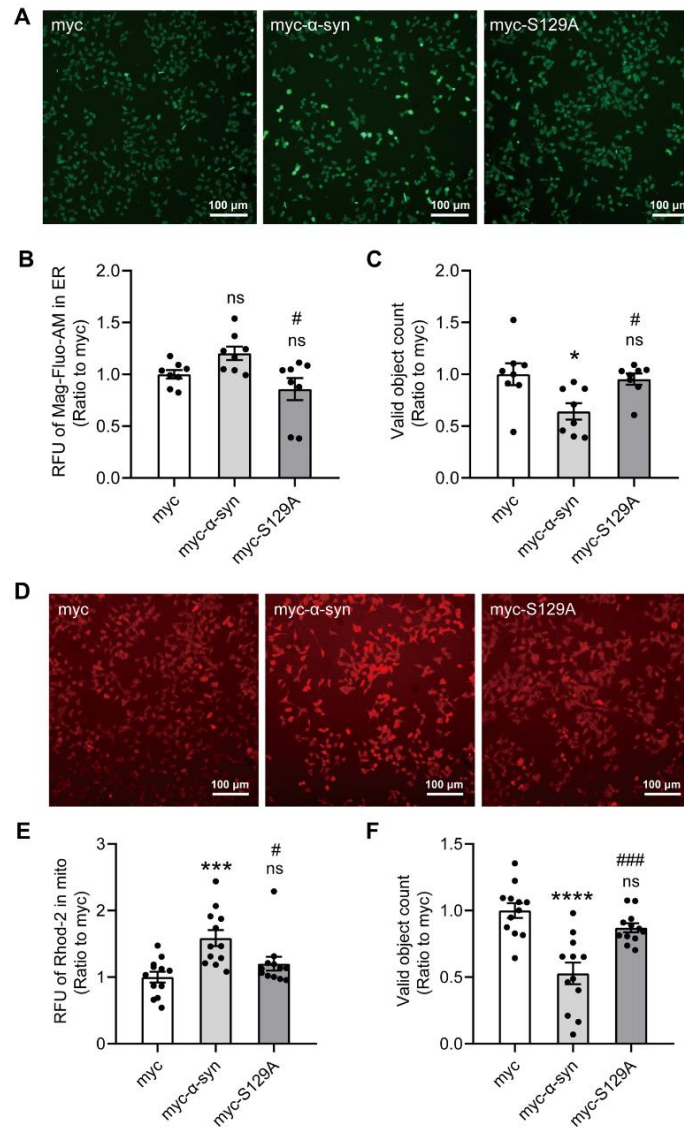 A
myc
myc-α-syn
myc-S129A
100 μm
100 μm
100 μm
B
RFU of Mag-Fluo-AM in ER
(Ratio to myc)
2.0
1.5
1.0
0.5
0.0
ns
#
ns
myc
myc-α-syn
myc-S129A
C
Valid object count
(Ratio to myc)
2.0
1.5
1.0
0.5
0.0
*
#
ns
myc
myc-α-syn
myc-S129A
D
myc
myc-α-syn
myc-S129A
100 μm
100 μm
100 μm
E
RFU of Rhod-2 in mito
(Ratio to myc)
3
2
1
0
***
#
ns
myc
myc-α-syn
myc-S129A
F
Valid object count
(Ratio to myc)
1.5
1.0
0.5
0.0
****
###
ns
myc
myc-α-syn
myc-S129A